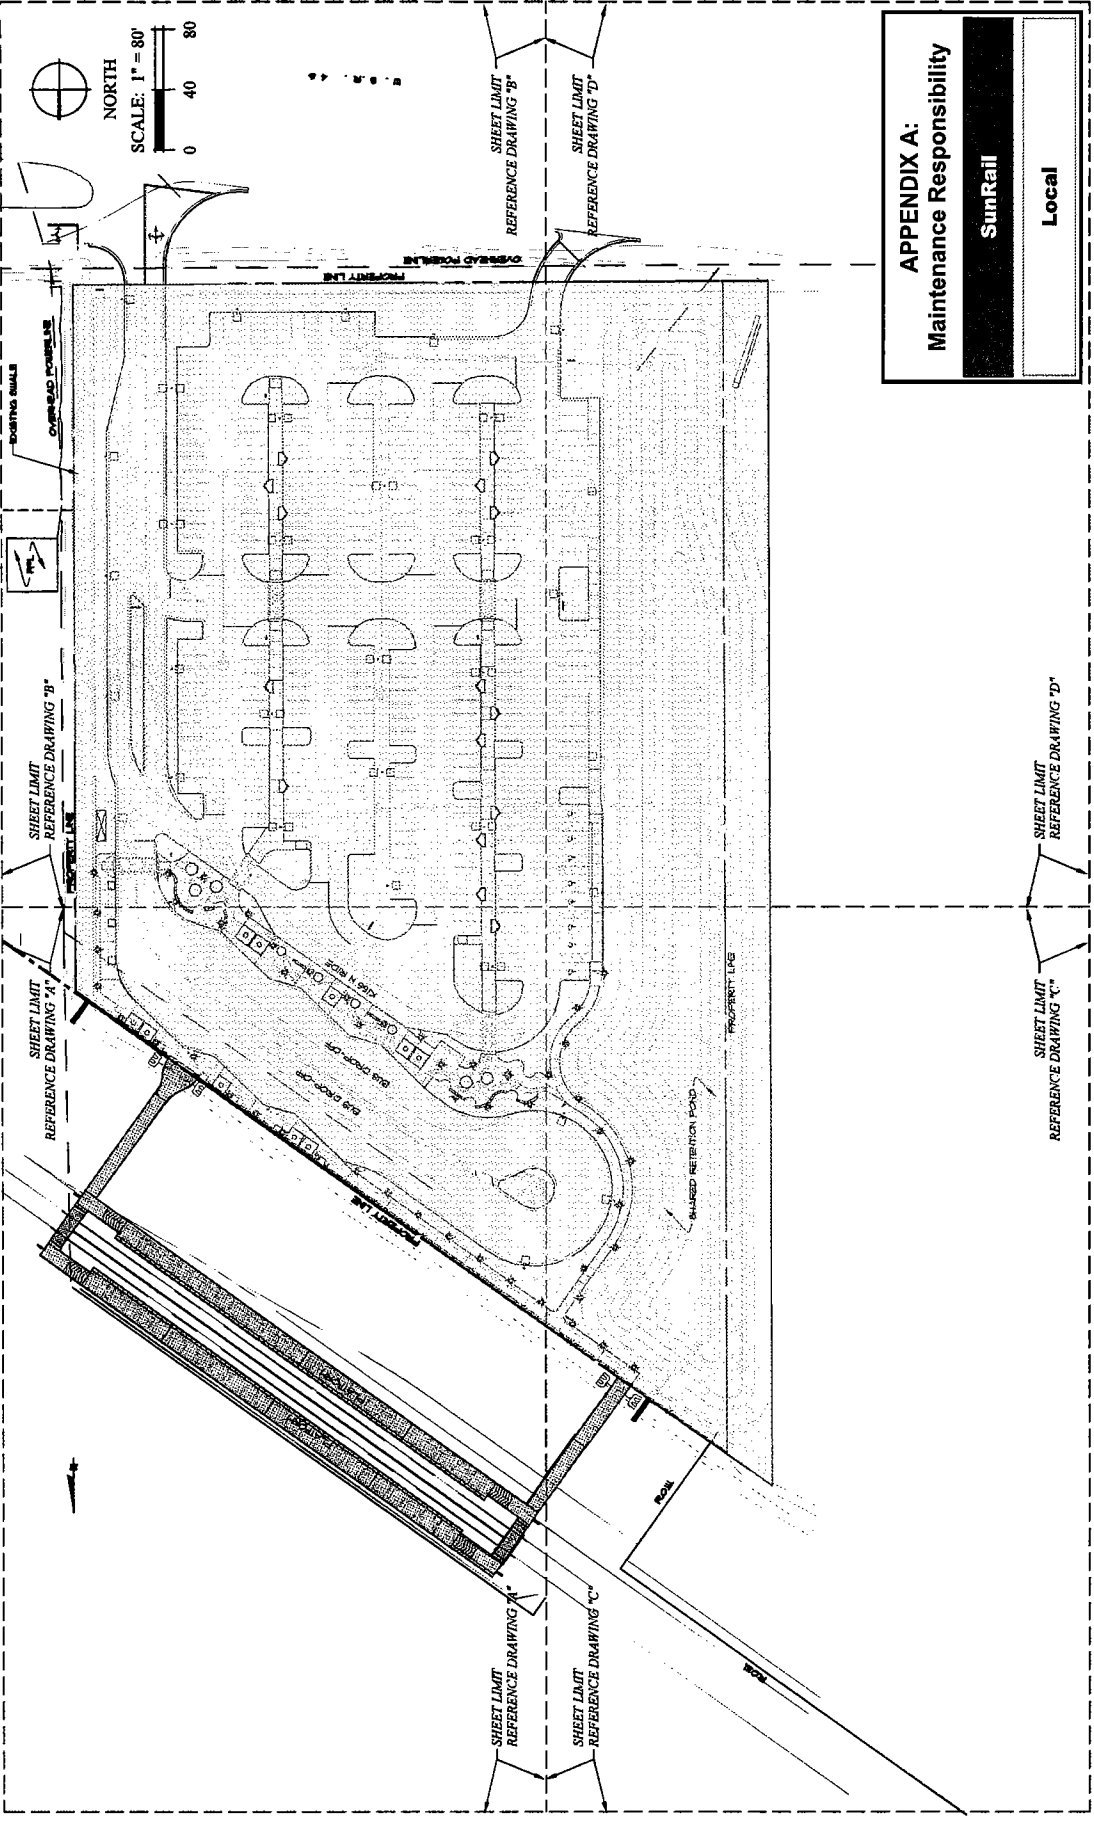 NORTH
SCALE: 1" = 80'
0 40 80
U. S. R. 46
EXISTING SWALE
OVERHEAD POWERLINE
SHEET LIMIT
REFERENCE DRAWING "B"
SHEET LIMIT
REFERENCE DRAWING "D"
OVERHEAD POWERLINE
PROPERTY LINE
APPENDIX A:
Maintenance Responsibility
SunRail
Local
SHEET LIMIT
REFERENCE DRAWING "B"
PROPERTY LINE
SHEET LIMIT
REFERENCE DRAWING "A"
SHEET LIMIT
REFERENCE DRAWING "D"
SHEET LIMIT
REFERENCE DRAWING "C"
KISS N RIDE
BUS DROP-OFF
BUS DROP-OFF
PROPERTY LINE
PROPERTY LINE
SHARED RETENTION POND
PLATFORM
PLATFORM
R.O.W.
R.O.W.
SHEET LIMIT
REFERENCE DRAWING "A"
SHEET LIMIT
REFERENCE DRAWING "C"